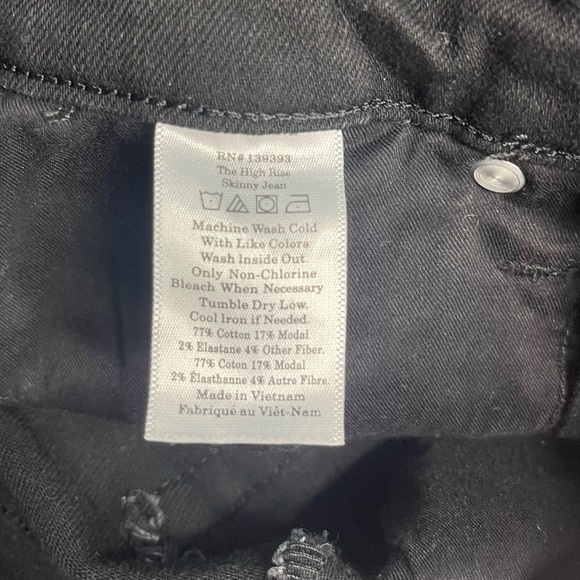 RN# 139393
The High Rise
Skinny Jean
Machine Wash Cold
With Like Colors
Wash Inside Out.
Only Non-Chlorine
Bleach When Necessary
Tumble Dry Low.
Cool Iron if Needed.
77% Cotton 17% Modal
2% Elastane 4% Other Fiber.
77% Coton 17% Modal
2% Élasthanne 4% Autre Fibre.
Made in Vietnam
Fabriqué au Viêt-Nam